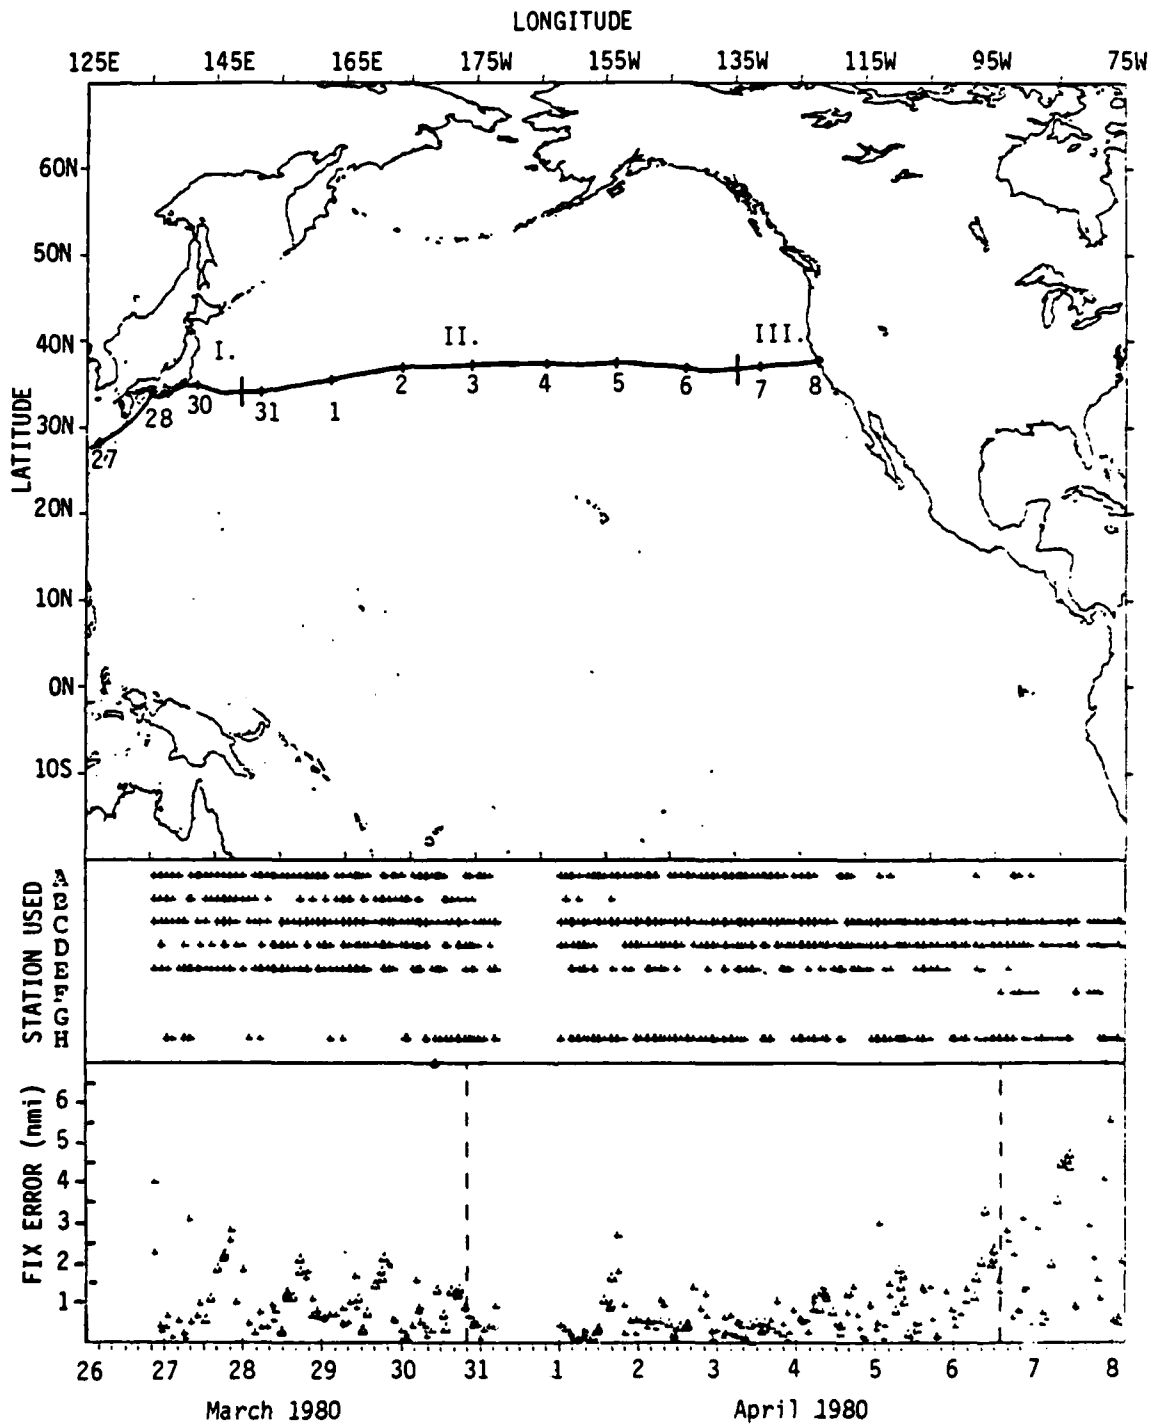 LONGITUDE
125E 145E 165E 175W 155W 135W 115W 95W 75W
60N
50N
40N
30N
20N
10N
0N
10S
LATITUDE
I. II. III.
27 28 30 31 1 2 3 4 5 6 7 8
STATION USED
A
B
C
D
E
F
G
H
FIX ERROR (nmi)
6
5
4
3
2
1
26 27 28 29 30 31 1 2 3 4 5 6 7 8
March 1980 April 1980